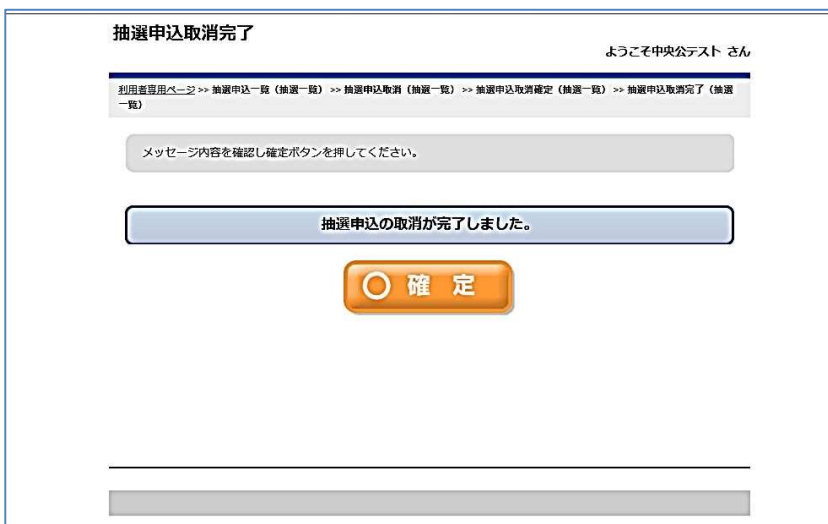 抽選申込取消完了
ようこそ中央公テスト さん
利用者専用ページ >> 抽選申込一覧（抽選一覧） >> 抽選申込取消（抽選一覧） >> 抽選申込取消確定（抽選一覧） >> 抽選申込取消完了（抽選
一覧）
メッセージ内容を確認し確定ボタンを押してください。
抽選申込の取消が完了しました。
確 定